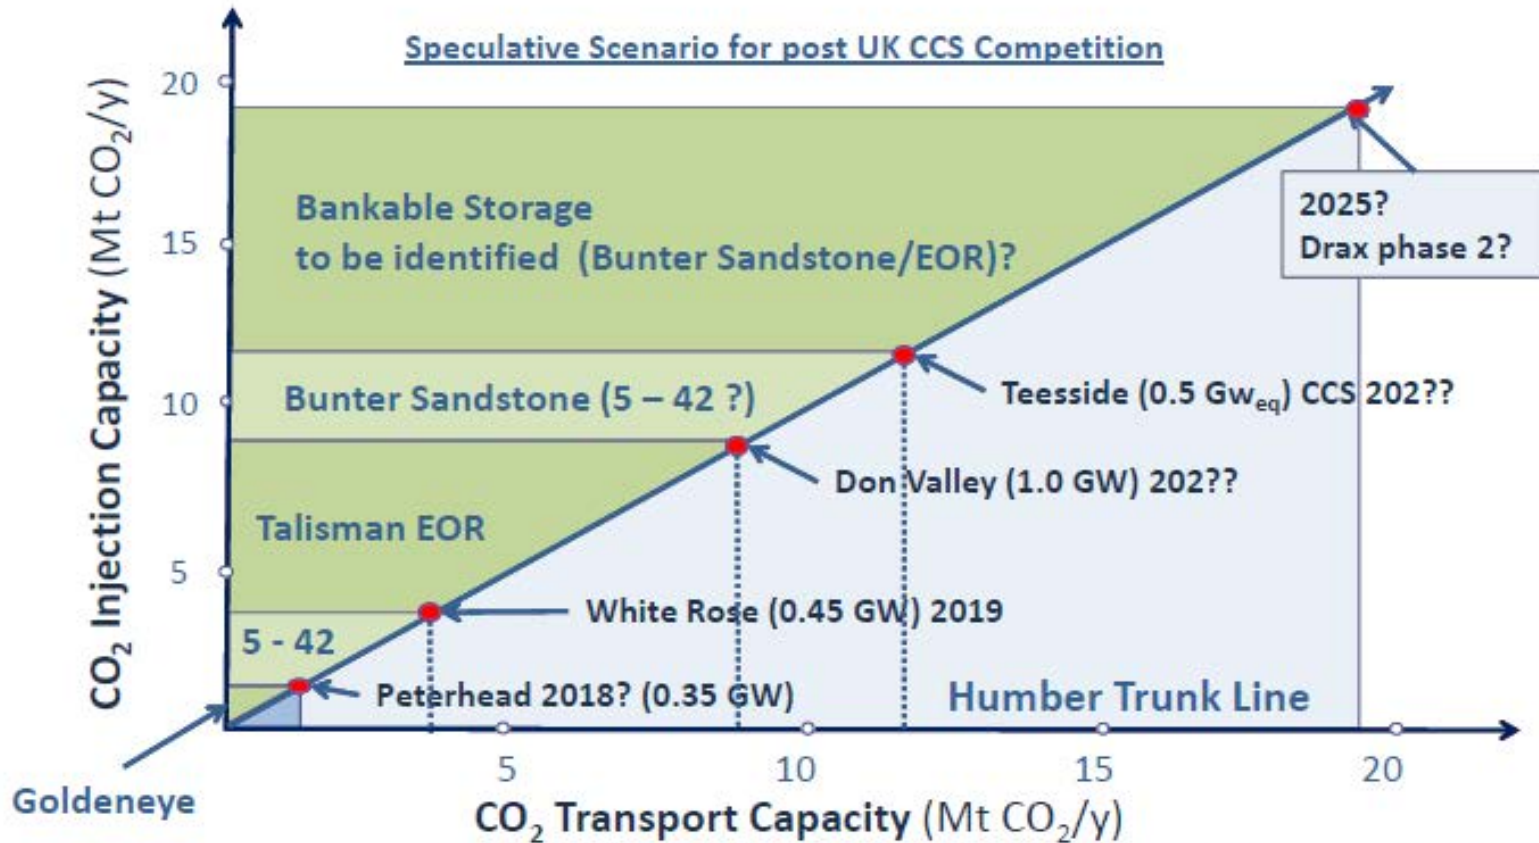 Speculative Scenario for post UK CCS Competition
CO₂ Injection Capacity (Mt CO₂/y)
20
15
10
5
Bankable Storage
to be identified (Bunter Sandstone/EOR)?
2025?
Drax phase 2?
Bunter Sandstone (5 – 42 ?)
Teesside (0.5 Gw_eq) CCS 202??
Don Valley (1.0 GW) 202??
Talisman EOR
White Rose (0.45 GW) 2019
5 - 42
Peterhead 2018? (0.35 GW)
Humber Trunk Line
Goldeneye
5
10
15
20
CO₂ Transport Capacity (Mt CO₂/y)